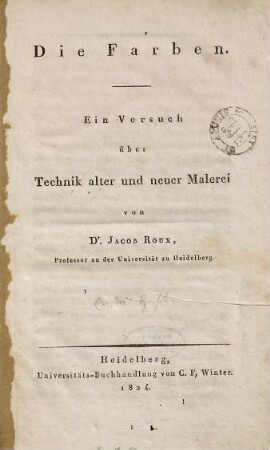 Die Farben.
Ein Versuch
über
Technik alter und neuer Malerei
von
Dr. Jacob Roux,
Professor an der Universität zu Heidelberg.
Heidelberg,
Universitäts-Buchhandlung von C. F. Winter.
1824.